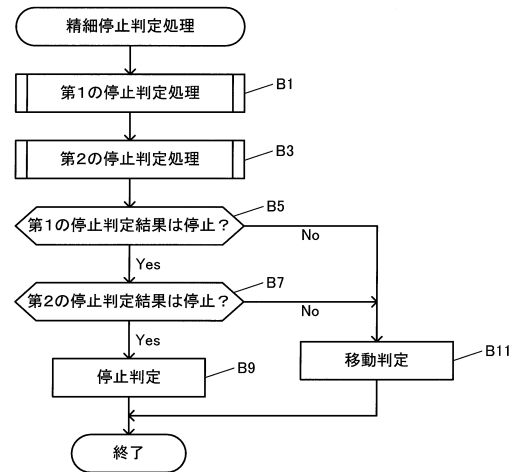 精細停止判定処理
第1の停止判定処理
B1
第2の停止判定処理
B3
第1の停止判定結果は停止?
B5
No
Yes
第2の停止判定結果は停止?
B7
No
Yes
停止判定
B9
移動判定
B11
終了